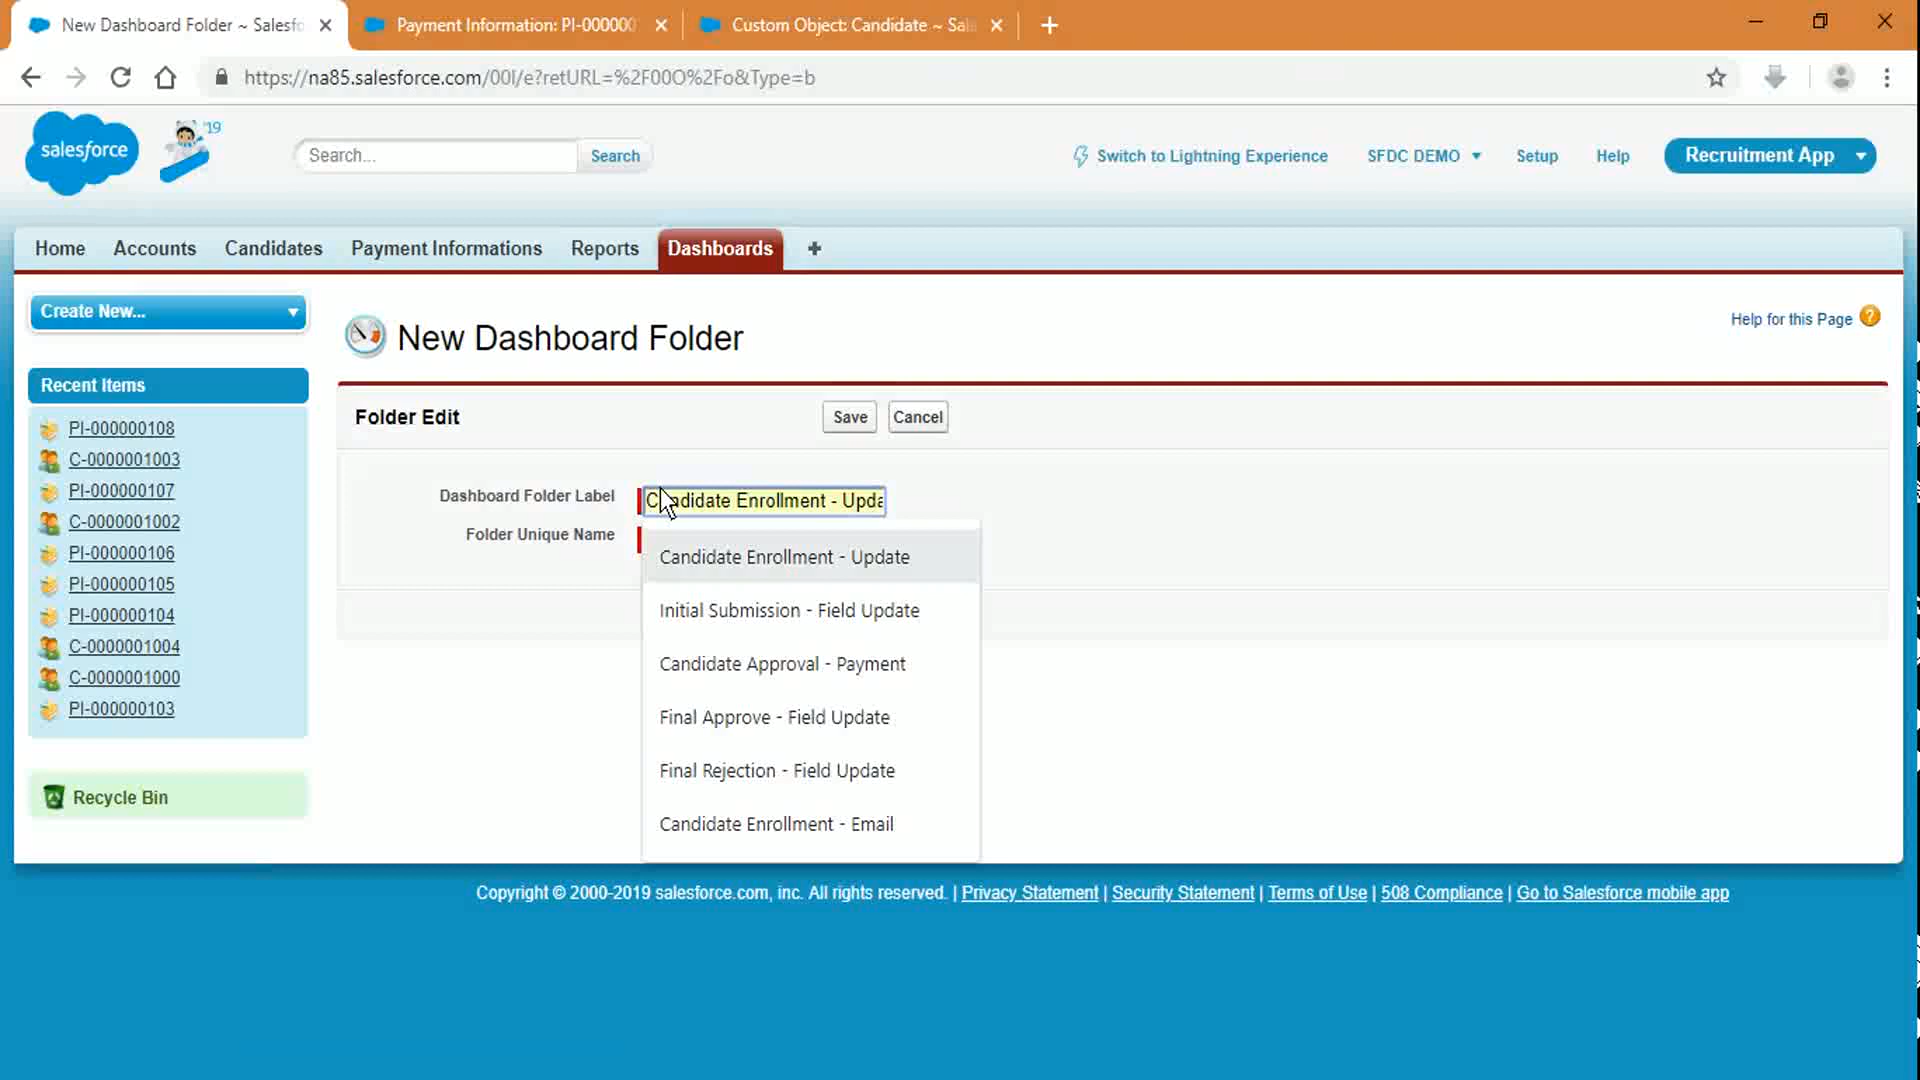 New Dashboard Folder ~ Salesfo
Payment Information: PI-000000
Custom Object: Candidate ~ Sal
https://na85.salesforce.com/00l/e?retURL=%2F00O%2Fo&Type=b
salesforce
'19
Search...
Search
Switch to Lightning Experience
SFDC DEMO
Setup
Help
Recruitment App
Home
Accounts
Candidates
Payment Informations
Reports
Dashboards
Create New...
New Dashboard Folder
Help for this Page
Recent Items
PI-000000108
C-0000001003
PI-000000107
C-0000001002
PI-000000106
PI-000000105
PI-000000104
C-0000001004
C-0000001000
PI-000000103
Recycle Bin
Folder Edit
Save
Cancel
Dashboard Folder Label
Candidate Enrollment - Upda
Folder Unique Name
Candidate Enrollment - Update
Initial Submission - Field Update
Candidate Approval - Payment
Final Approve - Field Update
Final Rejection - Field Update
Candidate Enrollment - Email
Copyright © 2000-2019 salesforce.com, inc. All rights reserved. | Privacy Statement | Security Statement | Terms of Use | 508 Compliance | Go to Salesforce mobile app